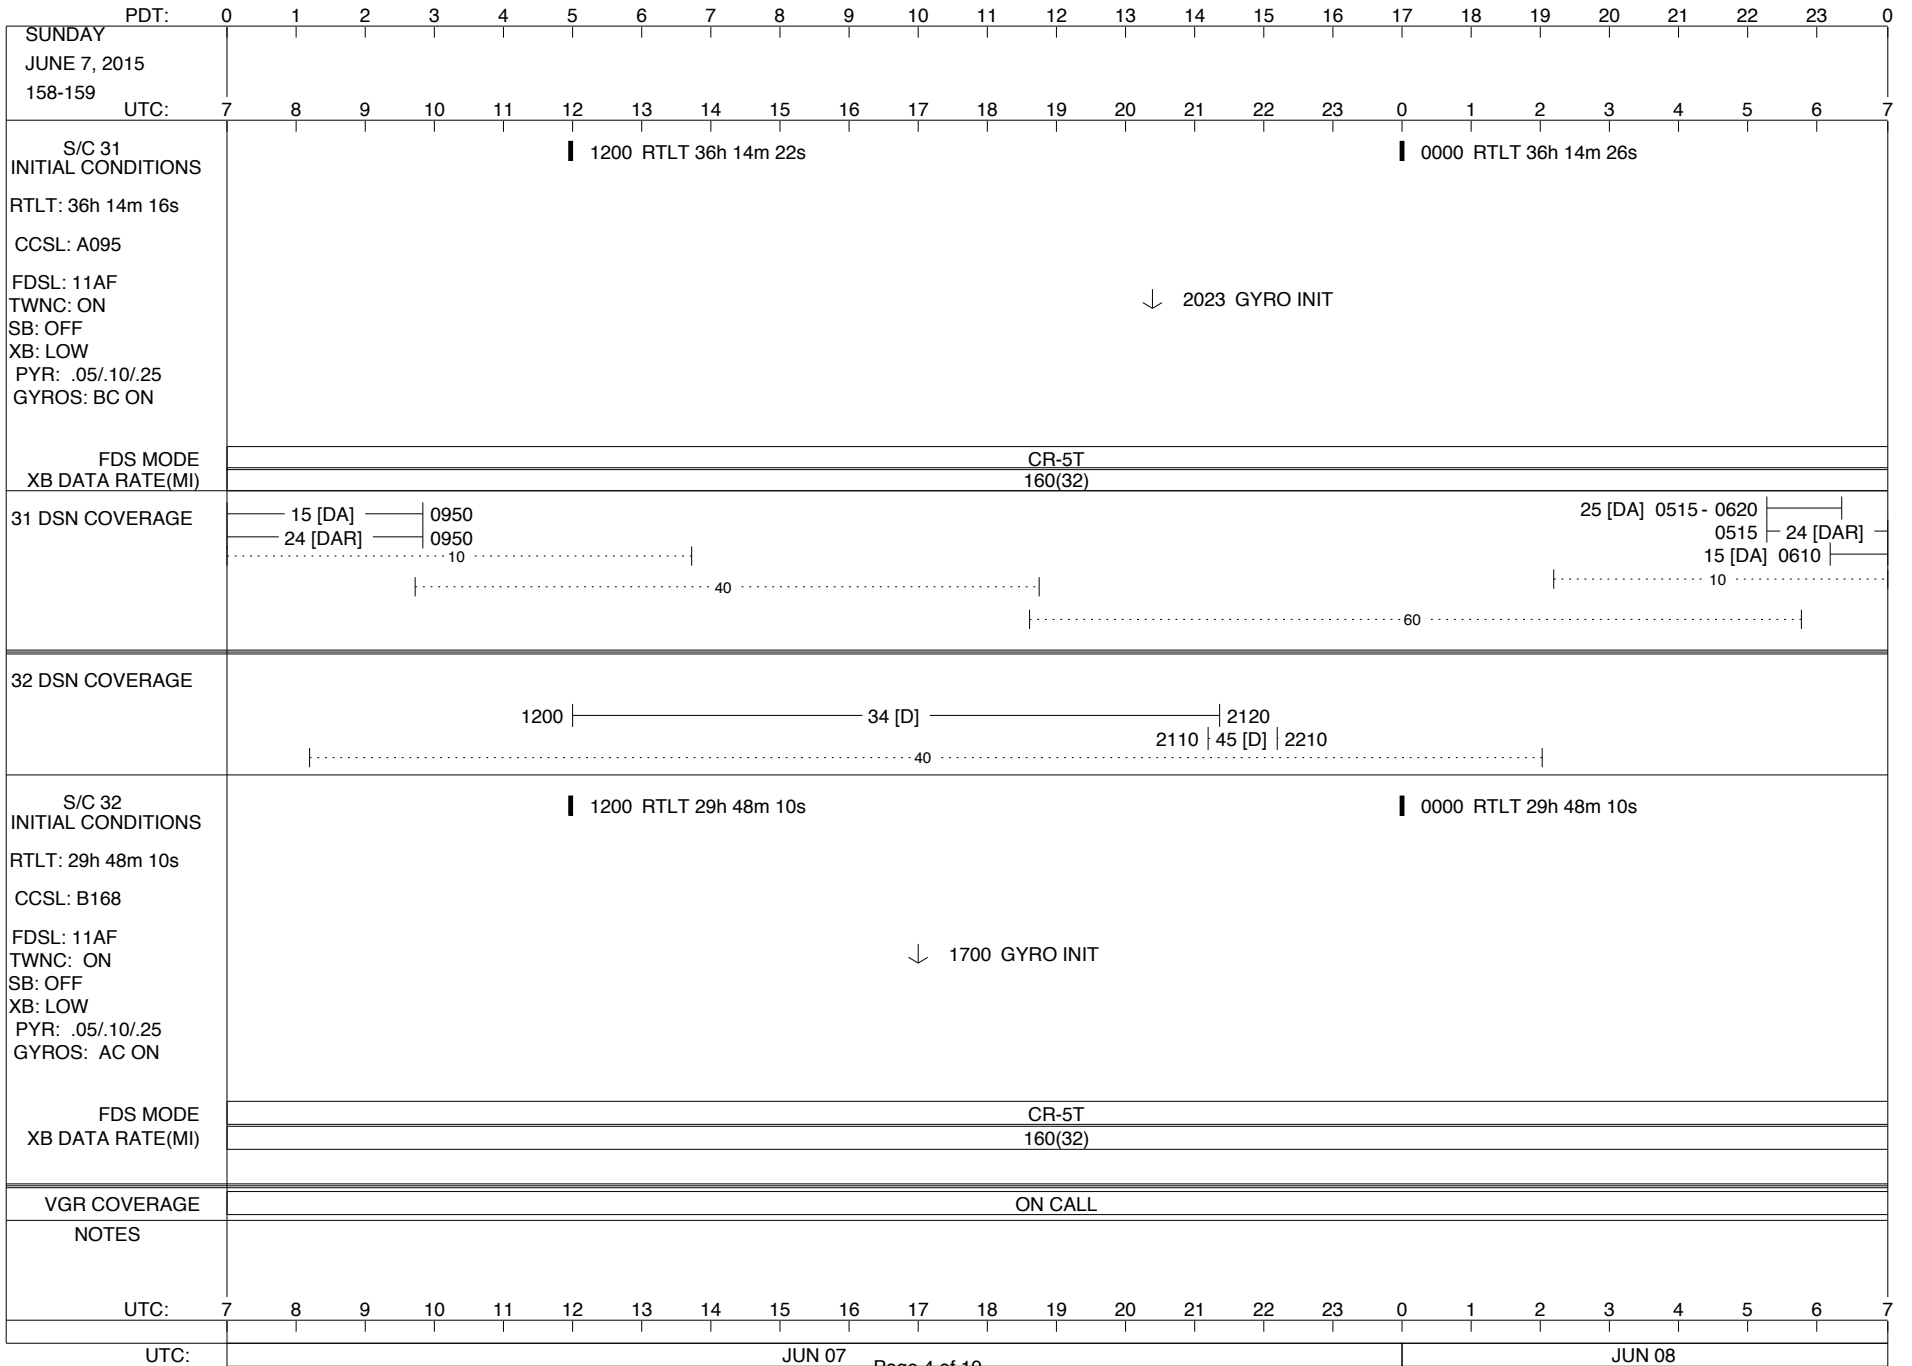 PDT: 0 1 2 3 4 5 6 7 8 9 10 11 12 13 14 15 16 17 18 19 20 21 22 23 0
SUNDAY
JUNE 7, 2015
158-159
UTC: 7 8 9 10 11 12 13 14 15 16 17 18 19 20 21 22 23 0 1 2 3 4 5 6 7
S/C 31
INITIAL CONDITIONS
1200 RTLT 36h 14m 22s
0000 RTLT 36h 14m 26s
RTLT: 36h 14m 16s
CCSL: A095
FDSL: 11AF
TWNC: ON
2023 GYRO INIT
SB: OFF
XB: LOW
PYR: .05/.10/.25
GYROS: BC ON
FDS MODE CR-5T
XB DATA RATE(MI) 160(32)
31 DSN COVERAGE
15 [DA] 0950
24 [DAR] 0950
10
40
60
25 [DA] 0515 - 0620
0515 24 [DAR]
15 [DA] 0610
10
32 DSN COVERAGE
1200 34 [D] 2120
2110 45 [D] 2210
40
S/C 32
INITIAL CONDITIONS
1200 RTLT 29h 48m 10s
0000 RTLT 29h 48m 10s
RTLT: 29h 48m 10s
CCSL: B168
FDSL: 11AF
TWNC: ON
1700 GYRO INIT
SB: OFF
XB: LOW
PYR: .05/.10/.25
GYROS: AC ON
FDS MODE CR-5T
XB DATA RATE(MI) 160(32)
VGR COVERAGE ON CALL
NOTES
UTC: 7 8 9 10 11 12 13 14 15 16 17 18 19 20 21 22 23 0 1 2 3 4 5 6 7
UTC: JUN 07 JUN 08
Page 4 of 19